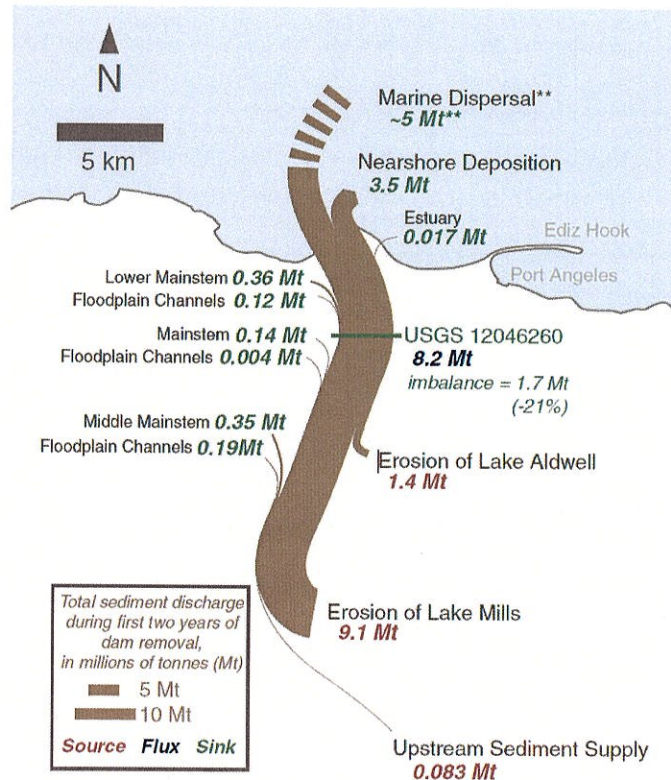 N
5 km
Marine Dispersal**
~5 Mt**
Nearshore Deposition
3.5 Mt
Estuary
0.017 Mt
Ediz Hook
Port Angeles
Lower Mainstem 0.36 Mt
Floodplain Channels 0.12 Mt
Mainstem 0.14 Mt
Floodplain Channels 0.004 Mt
USGS 12046260
8.2 Mt
imbalance = 1.7 Mt
(-21%)
Middle Mainstem 0.35 Mt
Floodplain Channels 0.19Mt
Erosion of Lake Aldwell
1.4 Mt
Erosion of Lake Mills
9.1 Mt
Total sediment discharge
during first two years of
dam removal,
in millions of tonnes (Mt)
5 Mt
10 Mt
Source Flux Sink
Upstream Sediment Supply
0.083 Mt